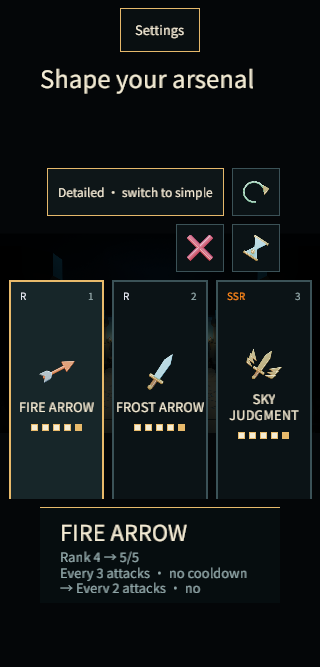 Settings
Shape your arsenal
Detailed • switch to simple
R 1
R 2
SSR 3
FIRE ARROW
FROST ARROW
SKY
JUDGMENT
FIRE ARROW
Rank 4 → 5/5
Every 3 attacks • no cooldown
→ Every 2 attacks • no